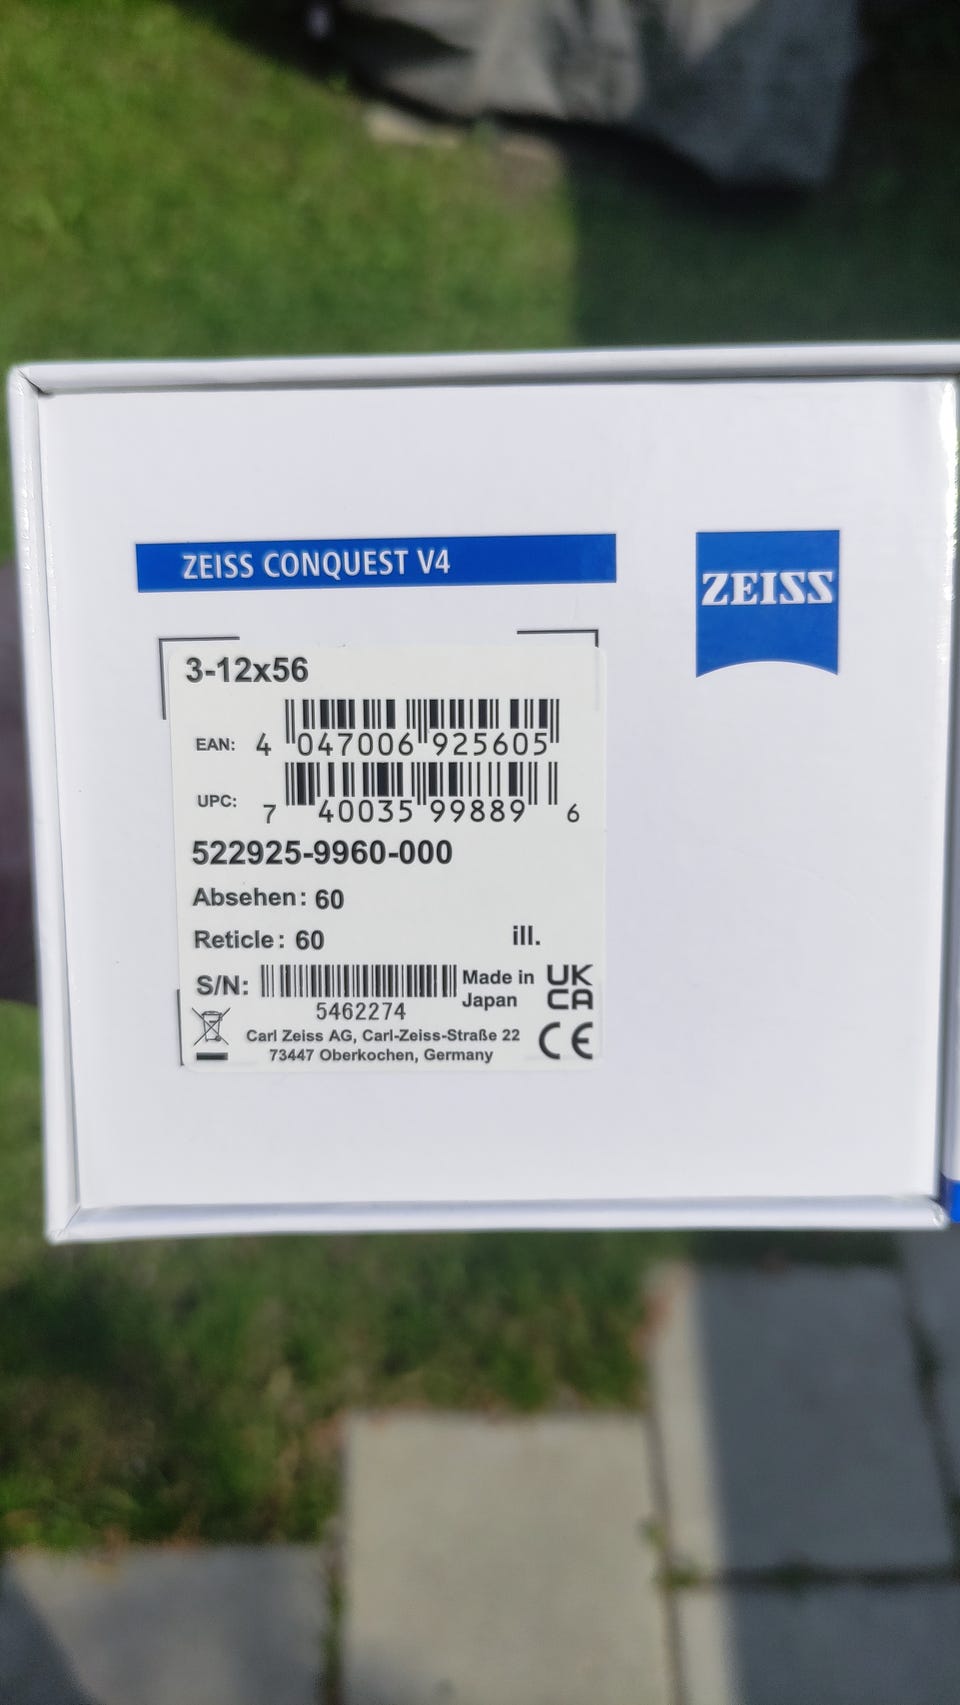 ZEISS CONQUEST V4
ZEISS
3-12x56
EAN: 4 047006 925605
UPC: 7 40035 99889 6
522925-9960-000
Absehen: 60
Reticle: 60 ill.
S/N: 5462274
Made in
Japan
UK
CA
Carl Zeiss AG, Carl-Zeiss-Straße 22
73447 Oberkochen, Germany
CE